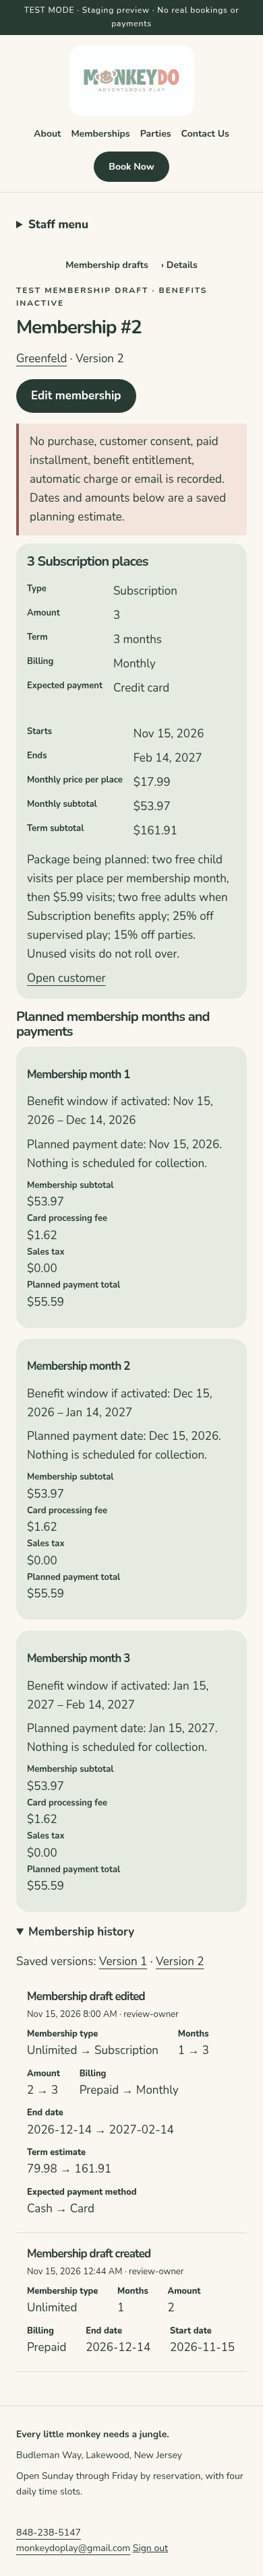 TEST MODE · Staging preview · No real bookings or
payments
MONKEYDO
ADVENTUROUS PLAY
About Memberships Parties Contact Us
Book Now
▶ Staff menu
Membership drafts › Details
TEST MEMBERSHIP DRAFT · BENEFITS
INACTIVE
Membership #2
Greenfeld · Version 2
Edit membership
No purchase, customer consent, paid
installment, benefit entitlement,
automatic charge or email is recorded.
Dates and amounts below are a saved
planning estimate.
3 Subscription places
Type Subscription
Amount 3
Term 3 months
Billing Monthly
Expected payment Credit card
Starts Nov 15, 2026
Ends Feb 14, 2027
Monthly price per place $17.99
Monthly subtotal $53.97
Term subtotal $161.91
Package being planned: two free child
visits per place per membership month,
then $5.99 visits; two free adults when
Subscription benefits apply; 25% off
supervised play; 15% off parties.
Unused visits do not roll over.
Open customer
Planned membership months and
payments
Membership month 1
Benefit window if activated: Nov 15,
2026 – Dec 14, 2026
Planned payment date: Nov 15, 2026.
Nothing is scheduled for collection.
Membership subtotal
$53.97
Card processing fee
$1.62
Sales tax
$0.00
Planned payment total
$55.59
Membership month 2
Benefit window if activated: Dec 15,
2026 – Jan 14, 2027
Planned payment date: Dec 15, 2026.
Nothing is scheduled for collection.
Membership subtotal
$53.97
Card processing fee
$1.62
Sales tax
$0.00
Planned payment total
$55.59
Membership month 3
Benefit window if activated: Jan 15,
2027 – Feb 14, 2027
Planned payment date: Jan 15, 2027.
Nothing is scheduled for collection.
Membership subtotal
$53.97
Card processing fee
$1.62
Sales tax
$0.00
Planned payment total
$55.59
▼ Membership history
Saved versions: Version 1 · Version 2
Membership draft edited
Nov 15, 2026 8:00 AM · review-owner
Membership type Months
Unlimited → Subscription 1 → 3
Amount Billing
2 → 3 Prepaid → Monthly
End date
2026-12-14 → 2027-02-14
Term estimate
79.98 → 161.91
Expected payment method
Cash → Card
Membership draft created
Nov 15, 2026 12:44 AM · review-owner
Membership type Months Amount
Unlimited 1 2
Billing End date Start date
Prepaid 2026-12-14 2026-11-15
Every little monkey needs a jungle.
Budleman Way, Lakewood, New Jersey
Open Sunday through Friday by reservation, with four
daily time slots.
848-238-5147
monkeydoplay@gmail.com Sign out